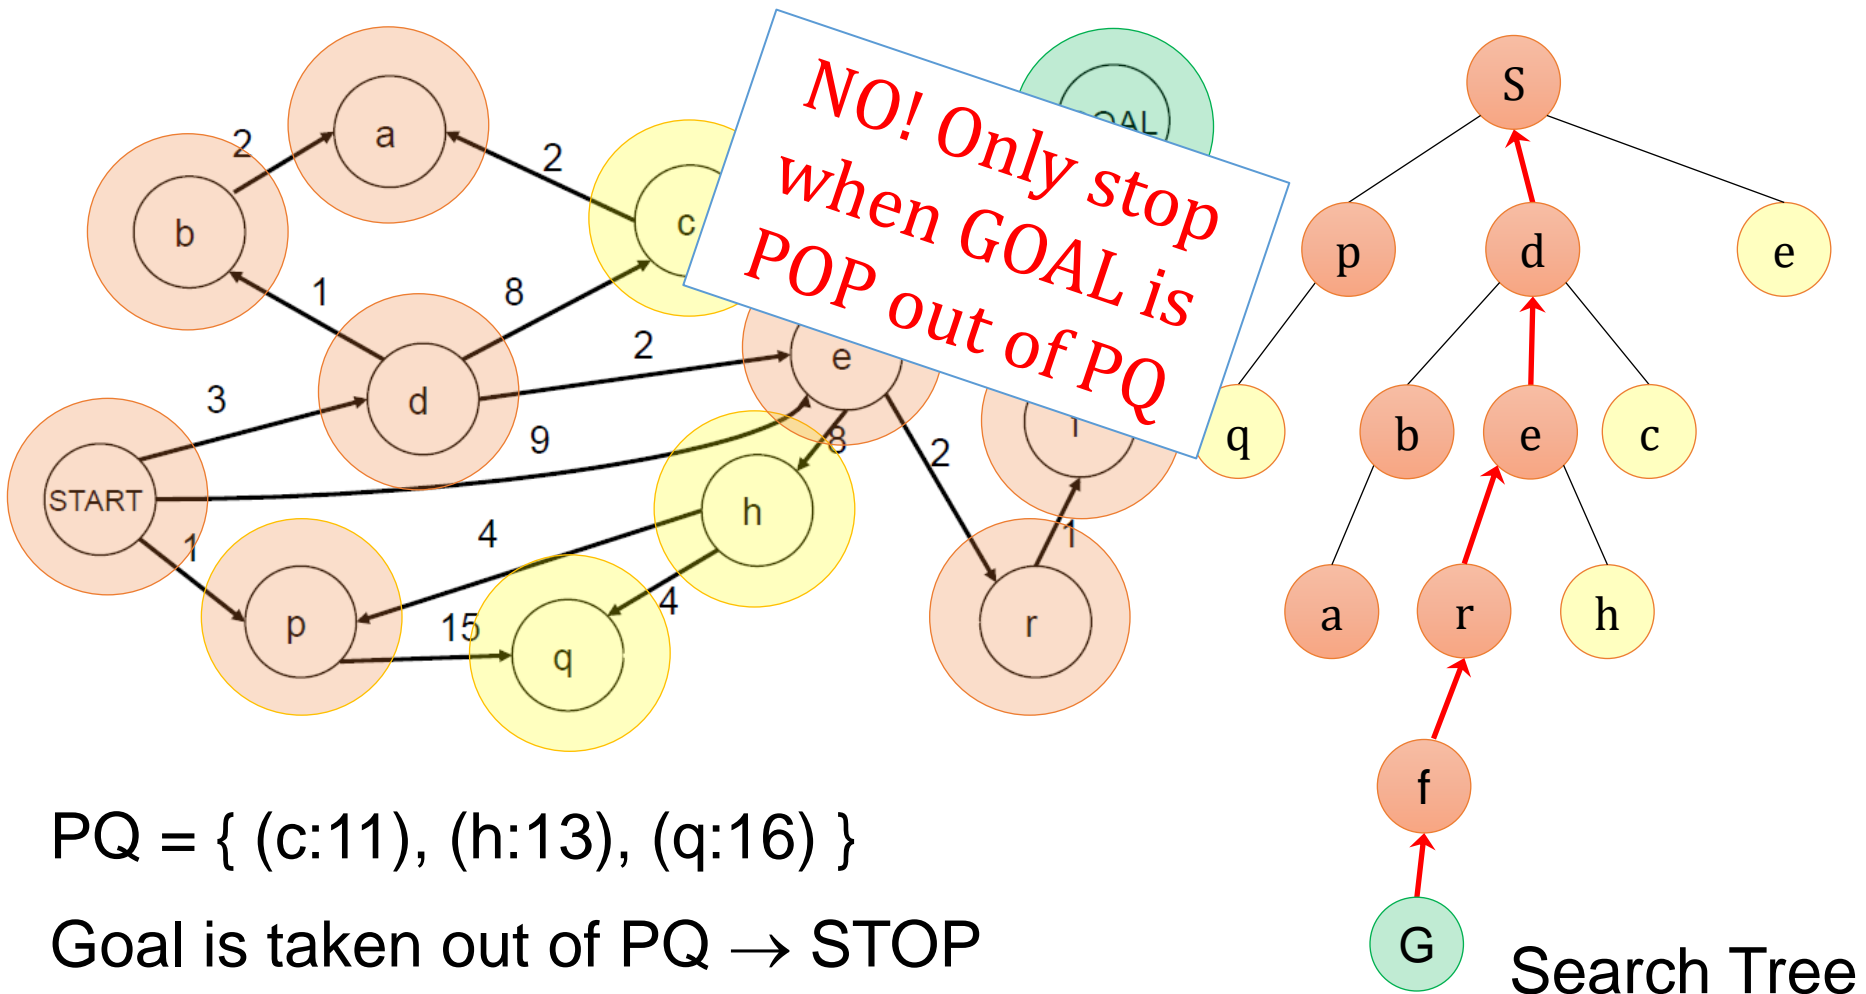 NO! Only stop
when GOAL is
POP out of PQ
2
a
2
b
c
1
8
2
d
e
3
9
8
2
START
h
1
4
1
4
p
15
q
r
S
p
d
e
q
b
e
c
a
r
h
f
G
PQ = { (c:11), (h:13), (q:16) }
Goal is taken out of PQ → STOP
Search Tree